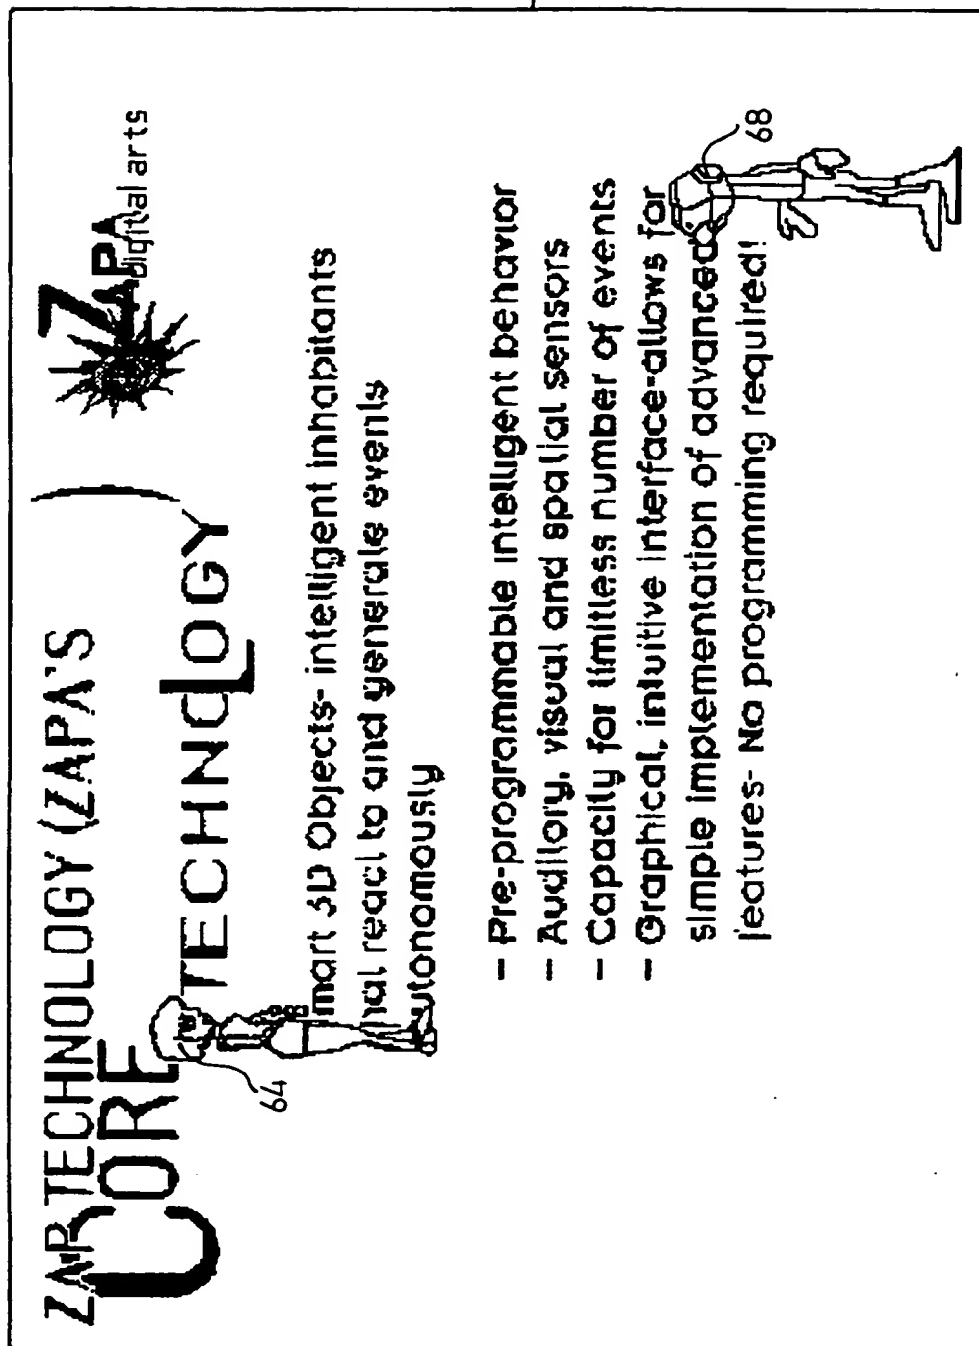 ZAP TECHNOLOGY (ZAPA'S )
CORE TECHNOLOGY
ZAPA
digital arts
64
mart 3D Objects- intelligent inhabitants
hat react to and generate events
utonomously
- Pre-programmable intelligent behavior
- Auditory, visual and spatial sensors
- Capacity for limitless number of events
- Graphical, intuitive interface-allows for
simple implementation of advanced
features- No programming required!
68